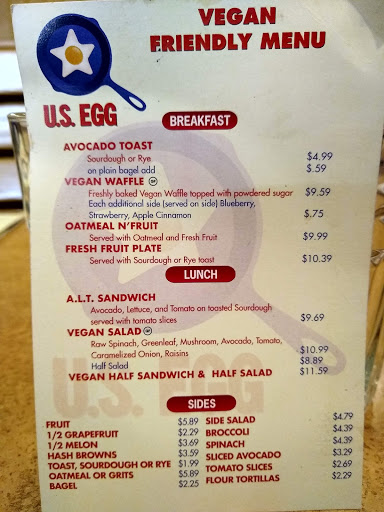 VEGAN
FRIENDLY MENU
U.S. EGG
BREAKFAST
AVOCADO TOAST
Sourdough or Rye $4.99
on plain bagel add $.59
VEGAN WAFFLE
Freshly baked Vegan Waffle topped with powdered sugar $9.59
Each additional side (served on side) Blueberry,
Strawberry, Apple Cinnamon $.75
OATMEAL N'FRUIT
Served with Oatmeal and Fresh Fruit $9.99
FRESH FRUIT PLATE
Served with Sourdough or Rye toast $10.39
LUNCH
A.L.T. SANDWICH
Avocado, Lettuce, and Tomato on toasted Sourdough
served with tomato slices $9.69
VEGAN SALAD
Raw Spinach, Greenleaf, Mushroom, Avocado, Tomato,
Caramelized Onion, Raisins $10.99
Half Salad $8.89
VEGAN HALF SANDWICH & HALF SALAD $11.59
U.S. EGG
SIDES
FRUIT $5.89
1/2 GRAPEFRUIT $2.29
1/2 MELON $3.69
HASH BROWNS $3.59
TOAST, SOURDOUGH OR RYE $1.99
OATMEAL OR GRITS $5.89
BAGEL $2.25
SIDE SALAD $4.79
BROCCOLI $4.39
SPINACH $4.39
SLICED AVOCADO $3.29
TOMATO SLICES $2.69
FLOUR TORTILLAS $2.29